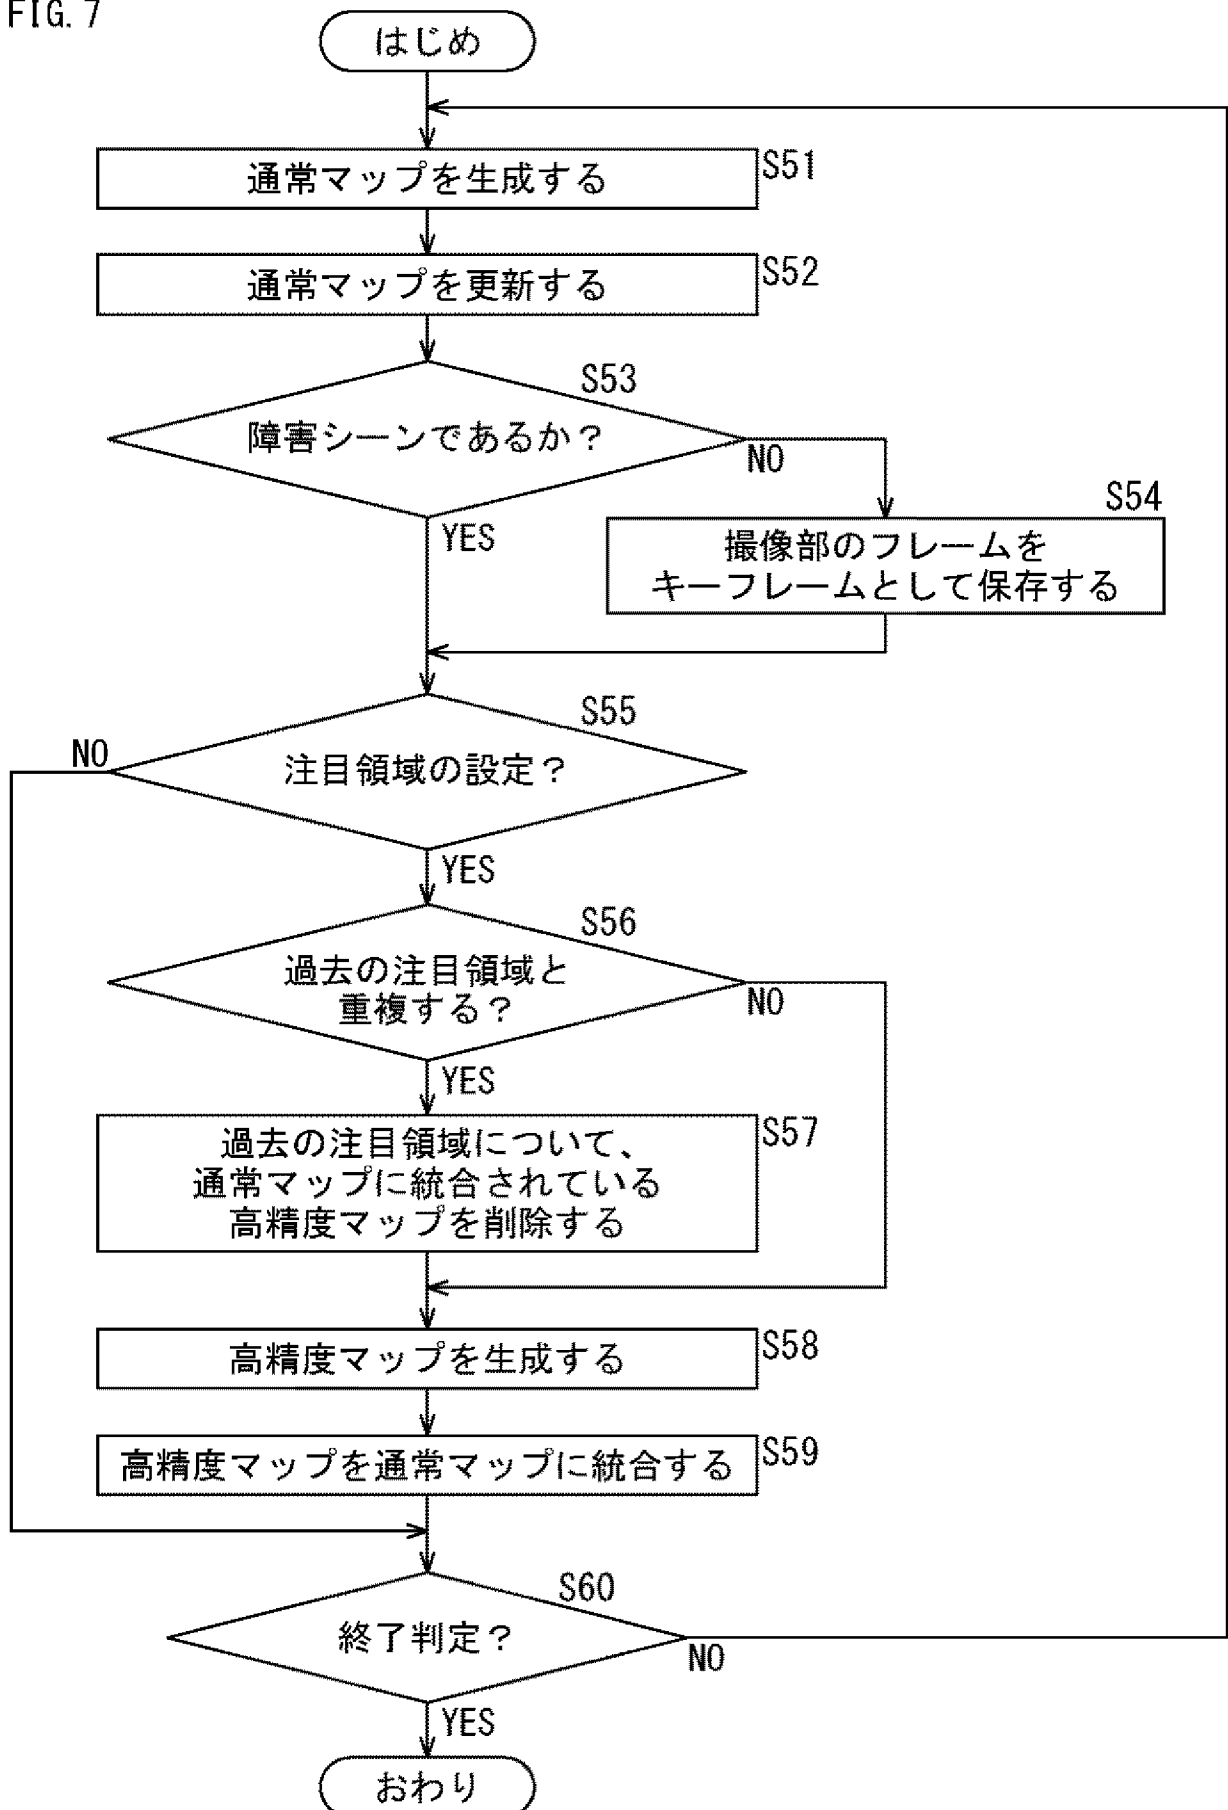 FIG. 7
はじめ
通常マップを生成する
S51
通常マップを更新する
S52
S53
障害シーンであるか？
NO
YES
S54
撮像部のフレームを
キーフレームとして保存する
S55
NO
注目領域の設定？
YES
S56
過去の注目領域と
重複する？
NO
YES
S57
過去の注目領域について、
通常マップに統合されている
高精度マップを削除する
高精度マップを生成する
S58
高精度マップを通常マップに統合する
S59
S60
終了判定？
NO
YES
おわり